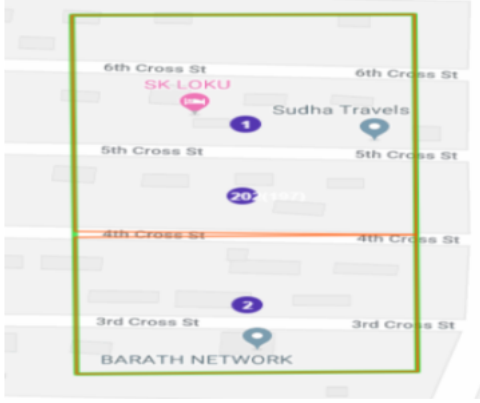 6th Cross St
6th Cross St
SK LOKU
Sudha Travels
1
5th Cross St
5th Cross St
202(107)
4th Cross St
4th Cross St
2
3rd Cross St
3rd Cross St
BARATH NETWORK